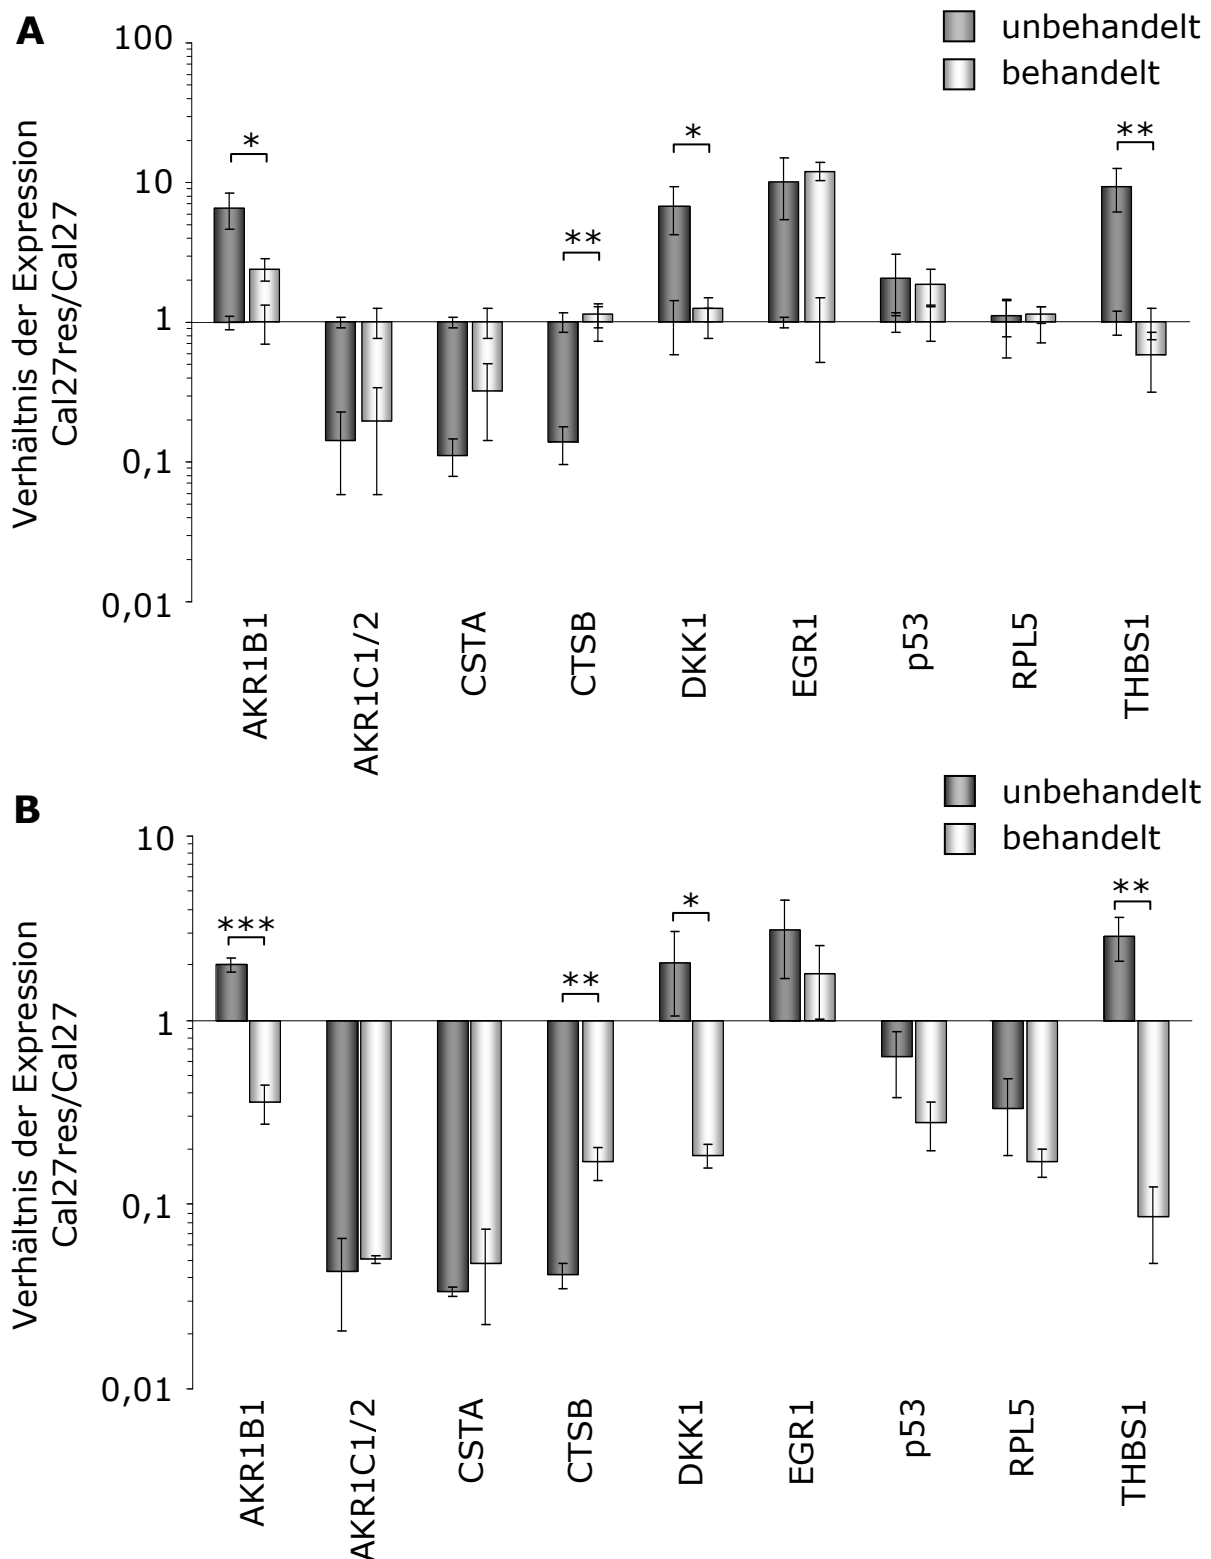 A
unbehandelt
behandelt
Verhältnis der Expression
Cal27res/Cal27
100
10
1
0,1
0,01
*
**
*
**
AKR1B1
AKR1C1/2
CSTA
CTSB
DKK1
EGR1
p53
RPL5
THBS1
B
unbehandelt
behandelt
Verhältnis der Expression
Cal27res/Cal27
10
1
0,1
0,01
***
**
*
**
AKR1B1
AKR1C1/2
CSTA
CTSB
DKK1
EGR1
p53
RPL5
THBS1